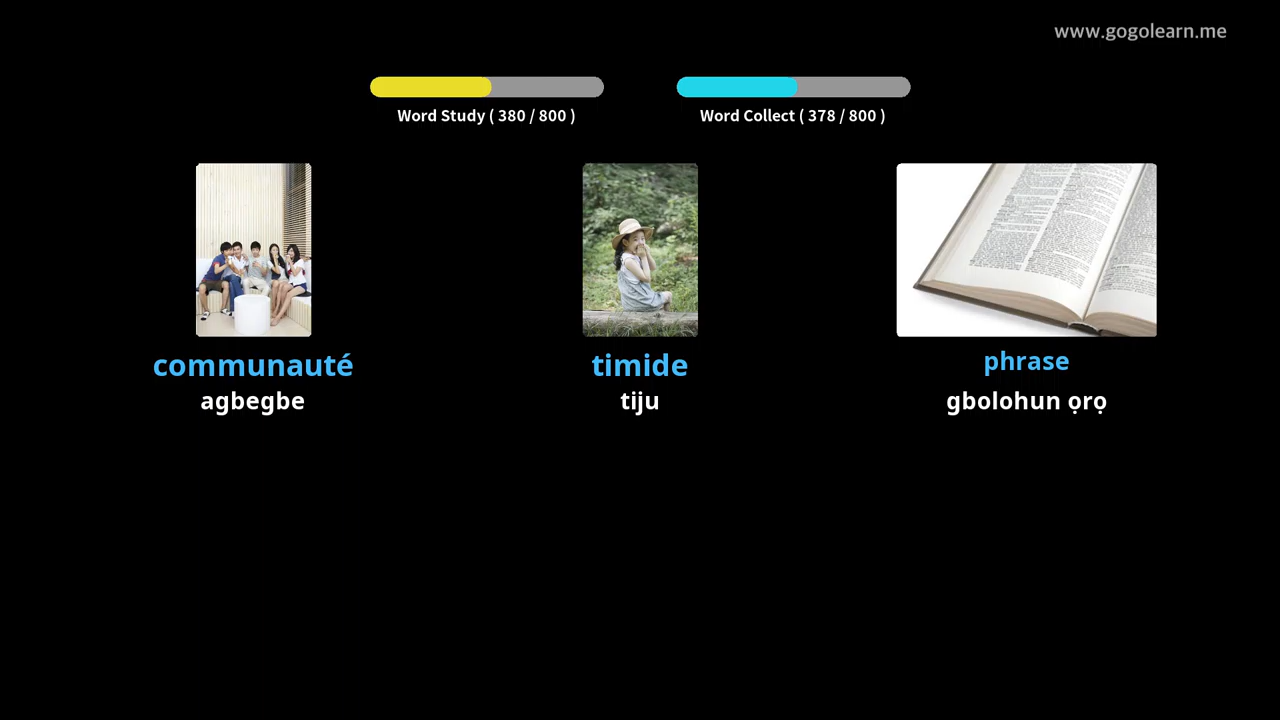 www.gogolearn.me
Word Study ( 380 / 800 )
Word Collect ( 378 / 800 )
communauté
agbegbe
timide
tiju
phrase
gbolohun ọrọ